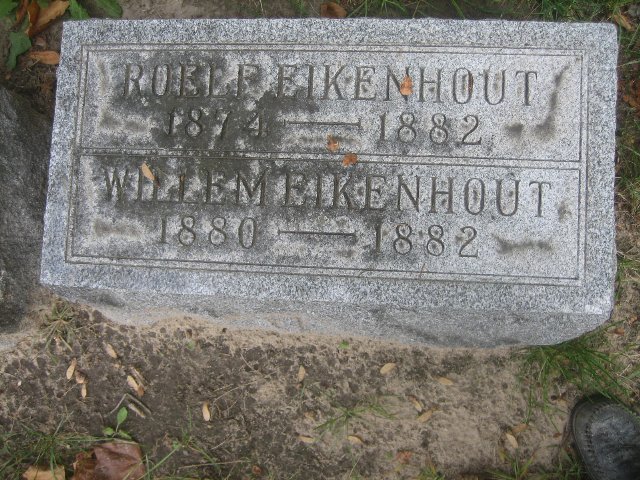 ROELF EIKENHOUT
1874 — 1882
WILLEM EIKENHOUT
1880 — 1882